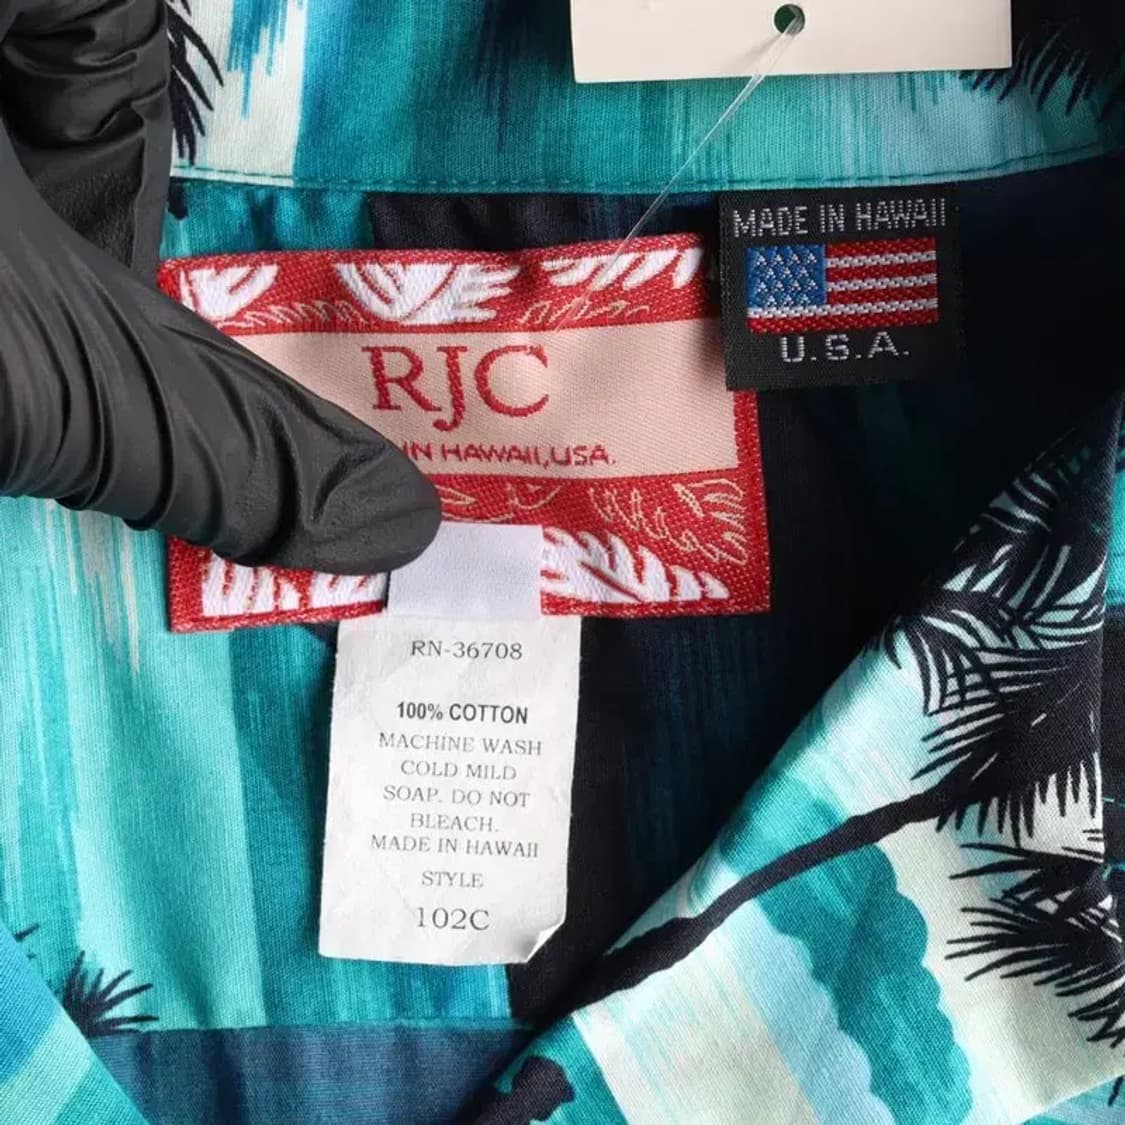 MADE IN HAWAII
U.S.A.
RJC
IN HAWAII,USA.
RN-36708
100% COTTON
MACHINE WASH
COLD MILD
SOAP. DO NOT
BLEACH.
MADE IN HAWAII
STYLE
102C